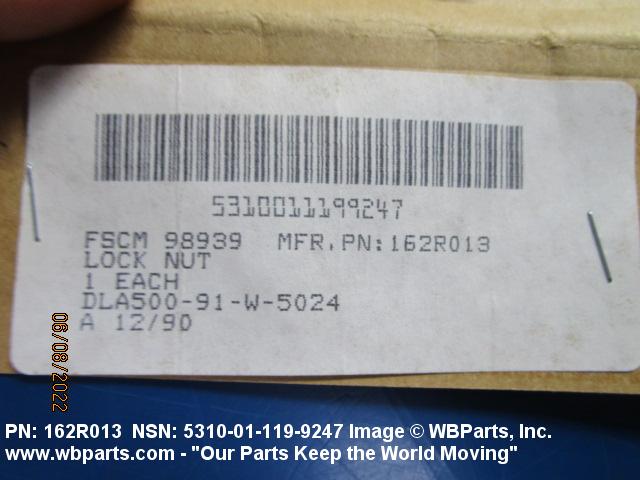 5310011199247
FSCM 98939 MFR.PN:162R013
LOCK NUT
1 EACH
DLA500-91-W-5024
A 12/90
06/08/2022
PN: 162R013 NSN: 5310-01-119-9247 Image © WBParts, Inc.
www.wbparts.com - "Our Parts Keep the World Moving"